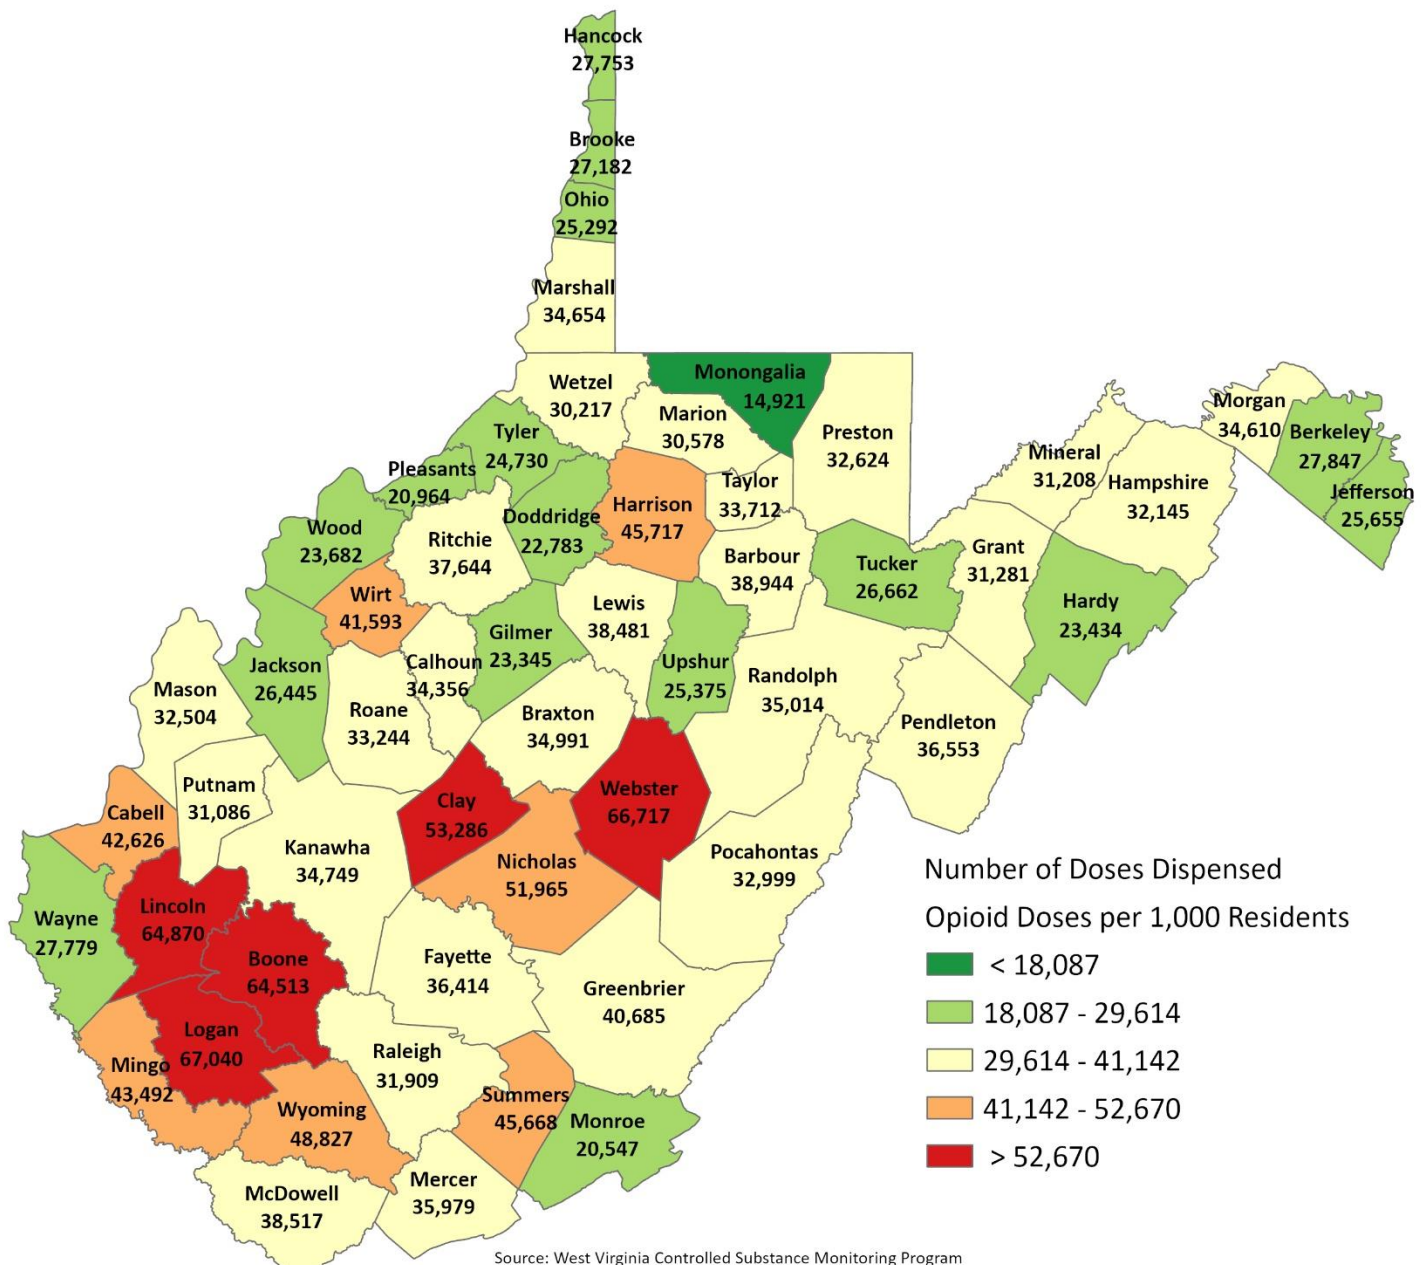 Hancock
27,753
Brooke
27,182
Ohio
25,292
Marshall
34,654
Wetzel
30,217
Monongalia
14,921
Marion
30,578
Preston
32,624
Morgan
34,610
Berkeley
27,847
Jefferson
25,655
Mineral
31,208
Hampshire
32,145
Tyler
24,730
Pleasants
20,964
Taylor
33,712
Harrison
45,717
Doddridge
22,783
Wood
23,682
Ritchie
37,644
Barbour
38,944
Tucker
26,662
Grant
31,281
Hardy
23,434
Wirt
41,593
Lewis
38,481
Gilmer
23,345
Calhoun
34,356
Upshur
25,375
Jackson
26,445
Randolph
35,014
Mason
32,504
Roane
33,244
Braxton
34,991
Pendleton
36,553
Putnam
31,086
Clay
53,286
Webster
66,717
Cabell
42,626
Kanawha
34,749
Nicholas
51,965
Pocahontas
32,999
Wayne
27,779
Lincoln
64,870
Boone
64,513
Fayette
36,414
Greenbrier
40,685
Logan
67,040
Mingo
43,492
Raleigh
31,909
Summers
45,668
Wyoming
48,827
Monroe
20,547
McDowell
38,517
Mercer
35,979
Number of Doses Dispensed
Opioid Doses per 1,000 Residents
< 18,087
18,087 - 29,614
29,614 - 41,142
41,142 - 52,670
> 52,670
Source: West Virginia Controlled Substance Monitoring Program